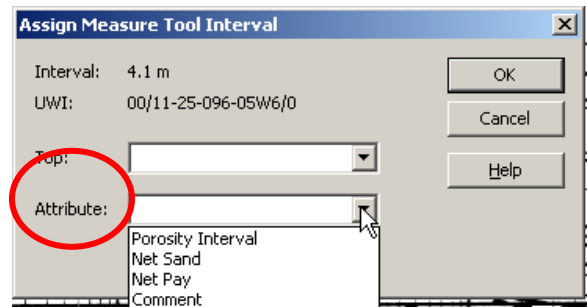 Assign Measure Tool Interval
Interval: 4.1 m
OK
UWI: 00/11-25-096-05W6/0
Cancel
Top:
Help
Attribute:
Porosity Interval
Net Sand
Net Pay
Comment